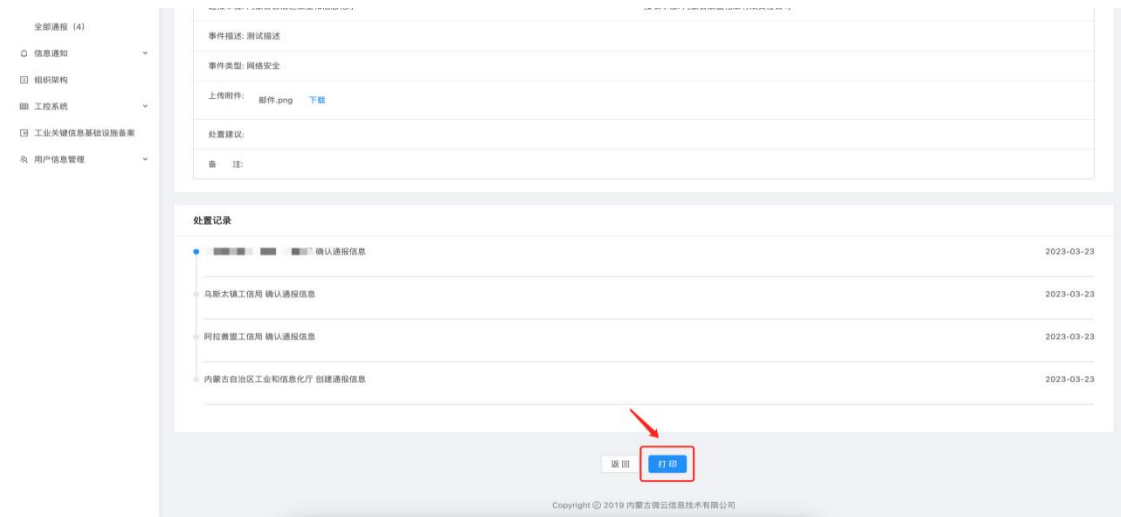 全部通报（4）
信息通知
组织架构
工控系统
工业关键信息基础设施备案
用户信息管理
事件描述: 测试描述
事件类型: 网络安全
上传附件: 邮件.png 下载
处置建议:
备 注:
处置记录
确认通报信息 2023-03-23
乌斯太镇工信局 确认通报信息 2023-03-23
阿拉善盟工信局 确认通报信息 2023-03-23
内蒙古自治区工业和信息化厅 创建通报信息 2023-03-23
返 回 打 印
Copyright © 2019 内蒙古微云信息技术有限公司